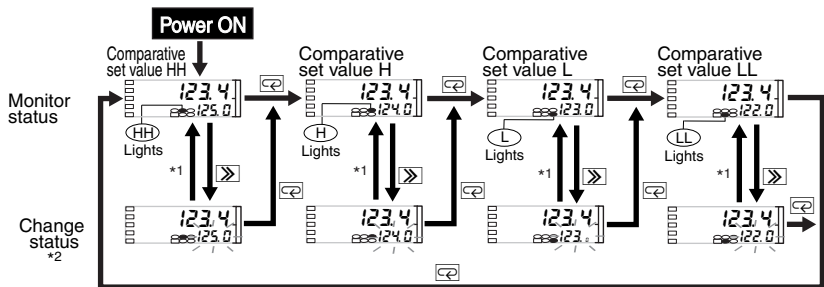 Power ON
Comparative set value HH
Comparative set value H
Comparative set value L
Comparative set value LL
Monitor status
123.4
125.0
HH
Lights
123.4
124.0
H
Lights
123.4
123.0
L
Lights
123.4
122.0
LL
Lights
*1
*1
*1
*1
Change status
*2
123.4
125.0
123.4
124.0
123.4
123.
123.4
122.0